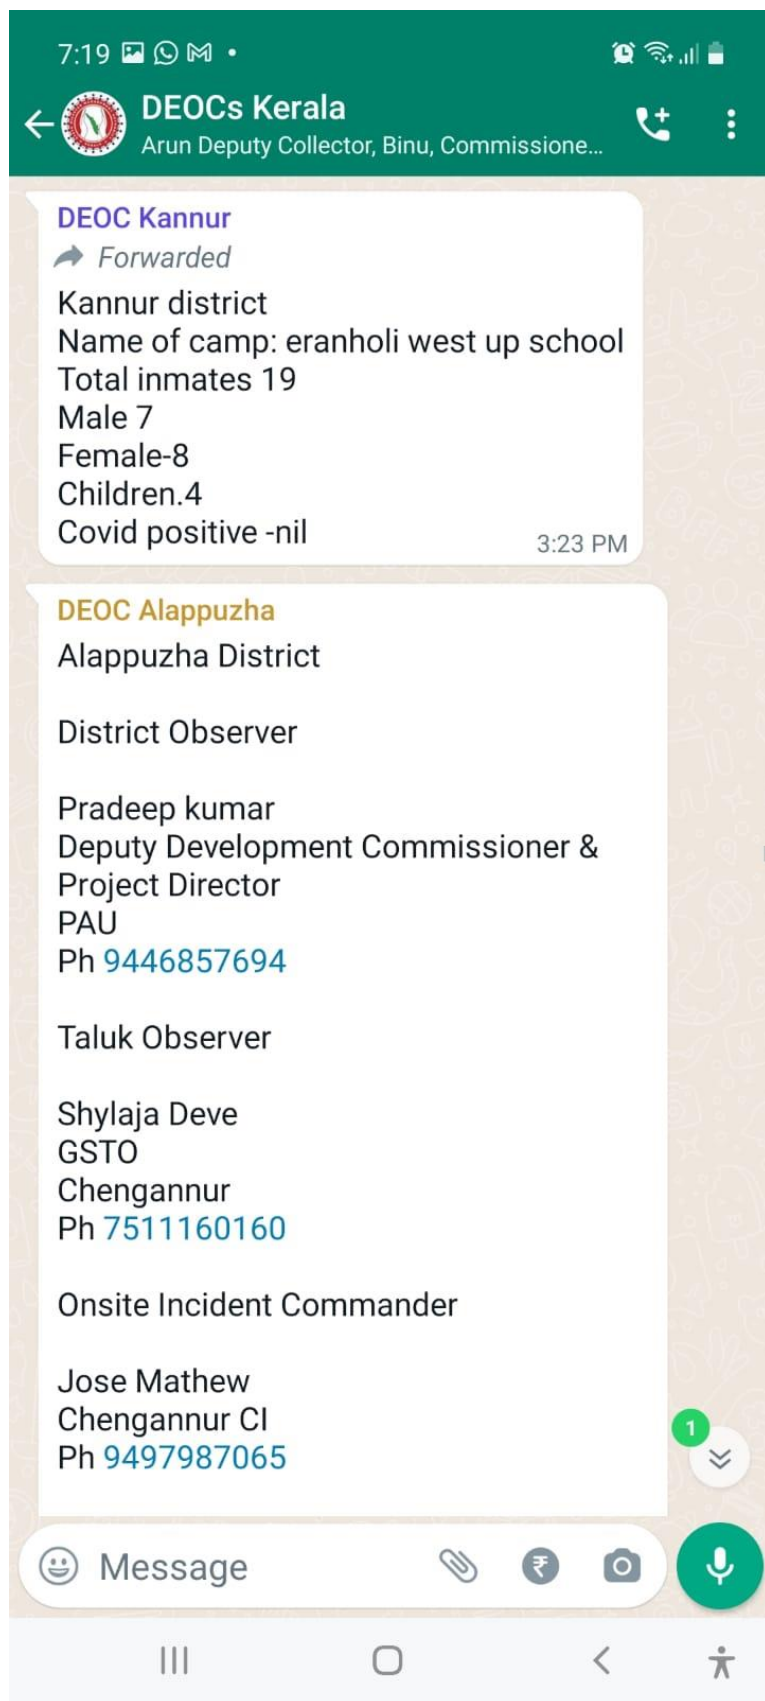 7:19
DEOCs Kerala
Arun Deputy Collector, Binu, Commissione...
DEOC Kannur
Forwarded
Kannur district
Name of camp: eranholi west up school
Total inmates 19
Male 7
Female-8
Children.4
Covid positive -nil
3:23 PM
DEOC Alappuzha
Alappuzha District
District Observer
Pradeep kumar
Deputy Development Commissioner &
Project Director
PAU
Ph 9446857694
Taluk Observer
Shylaja Deve
GSTO
Chengannur
Ph 7511160160
Onsite Incident Commander
Jose Mathew
Chengannur CI
Ph 9497987065
1
Message